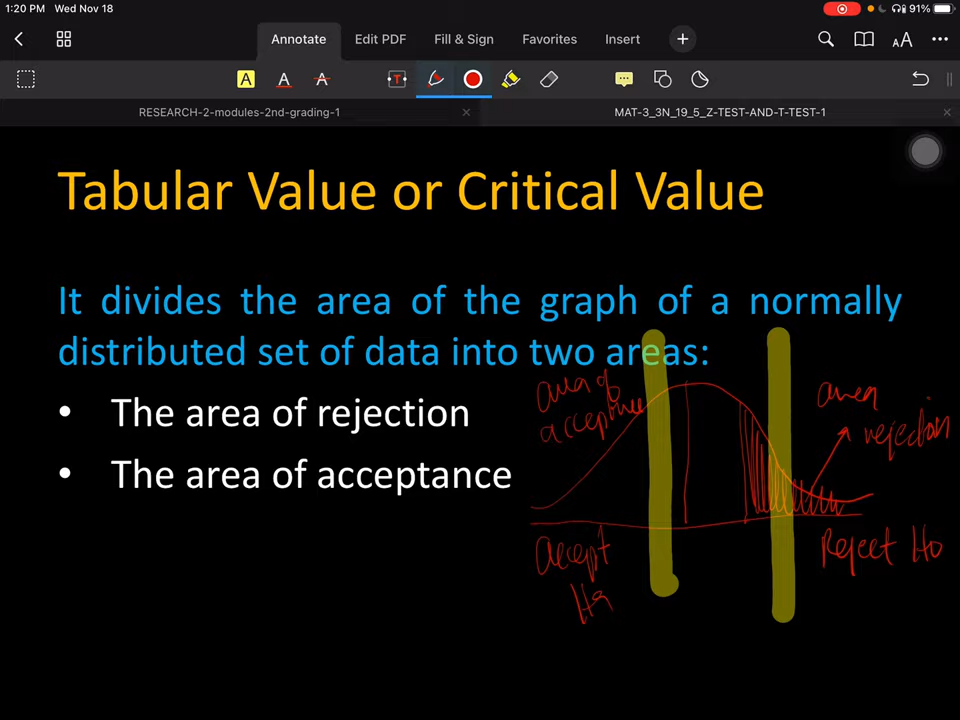 1:20 PM Wed Nov 18
91%
Annotate
Edit PDF
Fill & Sign
Favorites
Insert
RESEARCH-2-modules-2nd-grading-1
MAT-3_3N_19_5_Z-TEST-AND-T-TEST-1
Tabular Value or Critical Value
It divides the area of the graph of a normally
distributed set of data into two areas:
• The area of rejection
• The area of acceptance
area of
acceptance
area
rejection
accept
Ha
Reject Ho